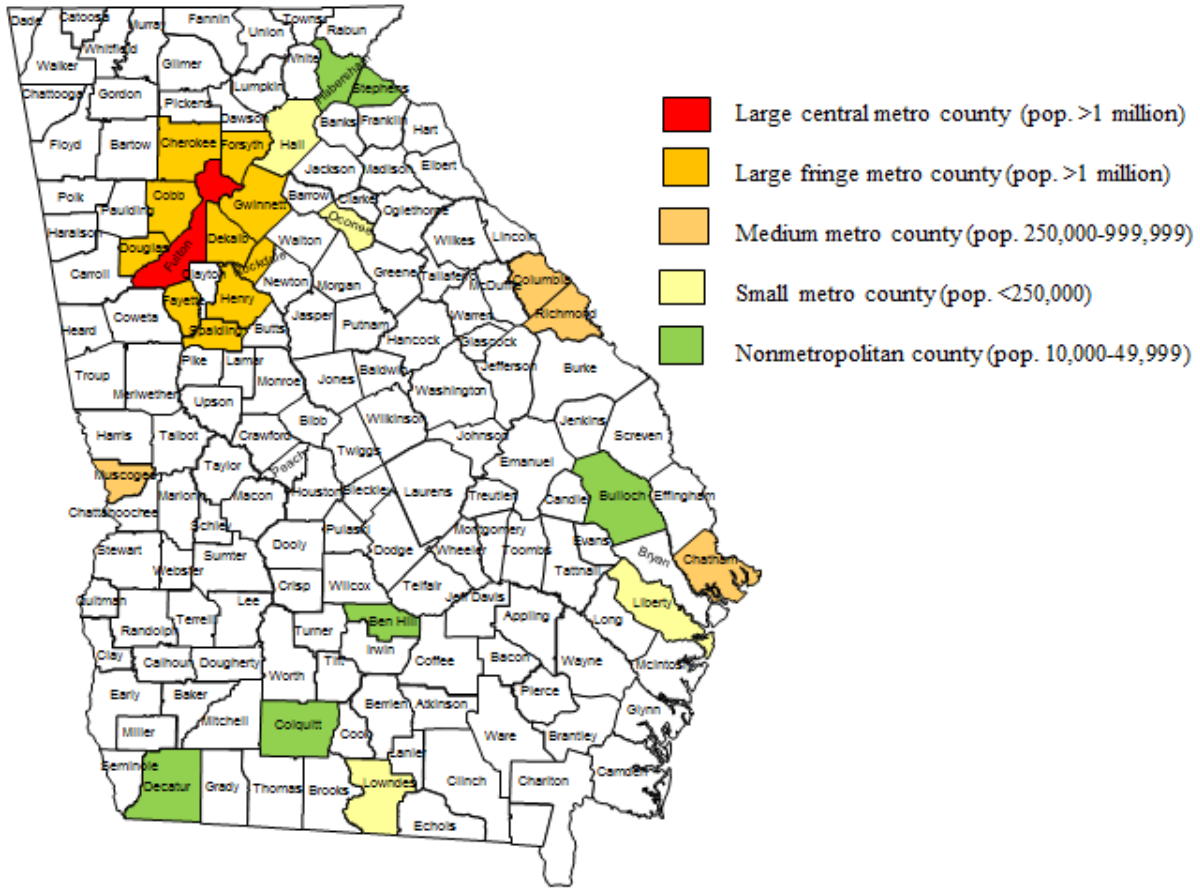 Dade
Catoosa
Murray
Fannin
Union
Towns
Rabun
Whitfield
Walker
Gilmer
White
Habersham
Stephens
Chattooga
Gordon
Pickens
Lumpkin
Dawson
Banks
Franklin
Hart
Floyd
Bartow
Cherokee
Forsyth
Hall
Jackson
Madison
Elbert
Polk
Paulding
Cobb
Gwinnett
Barrow
Clarke
Oconee
Oglethorpe
Haralson
Douglas
Fulton
Dekalb
Rockdale
Walton
Wilkes
Lincoln
Carroll
Clayton
Newton
Morgan
Greene
Taliaferro
McDuffie
Columbia
Richmond
Heard
Coweta
Fayette
Henry
Spalding
Butts
Jasper
Putnam
Hancock
Warren
Glascock
Jefferson
Burke
Troup
Meriwether
Pike
Lamar
Monroe
Jones
Baldwin
Washington
Upson
Bibb
Wilkinson
Jenkins
Screven
Harris
Talbot
Crawford
Twiggs
Johnson
Emanuel
Muscogee
Taylor
Peach
Houston
Bleckley
Laurens
Treutlen
Candler
Bulloch
Effingham
Chattahoochee
Marion
Macon
Schley
Pulaski
Montgomery
Stewart
Webster
Sumter
Dooly
Dodge
Wheeler
Toombs
Evans
Bryan
Chatham
Quitman
Randolph
Terrell
Lee
Crisp
Wilcox
Telfair
Jeff Davis
Tattnall
Liberty
Long
Appling
Turner
Ben Hill
Irwin
Coffee
Bacon
Wayne
McIntosh
Clay
Calhoun
Dougherty
Worth
Tift
Early
Baker
Mitchell
Berrien
Atkinson
Pierce
Glynn
Miller
Colquitt
Cook
Ware
Brantley
Seminole
Decatur
Grady
Thomas
Brooks
Lowndes
Lanier
Clinch
Charlton
Camden
Echols
Large central metro county (pop. >1 million)
Large fringe metro county (pop. >1 million)
Medium metro county (pop. 250,000-999,999)
Small metro county (pop. <250,000)
Nonmetropolitan county (pop. 10,000-49,999)